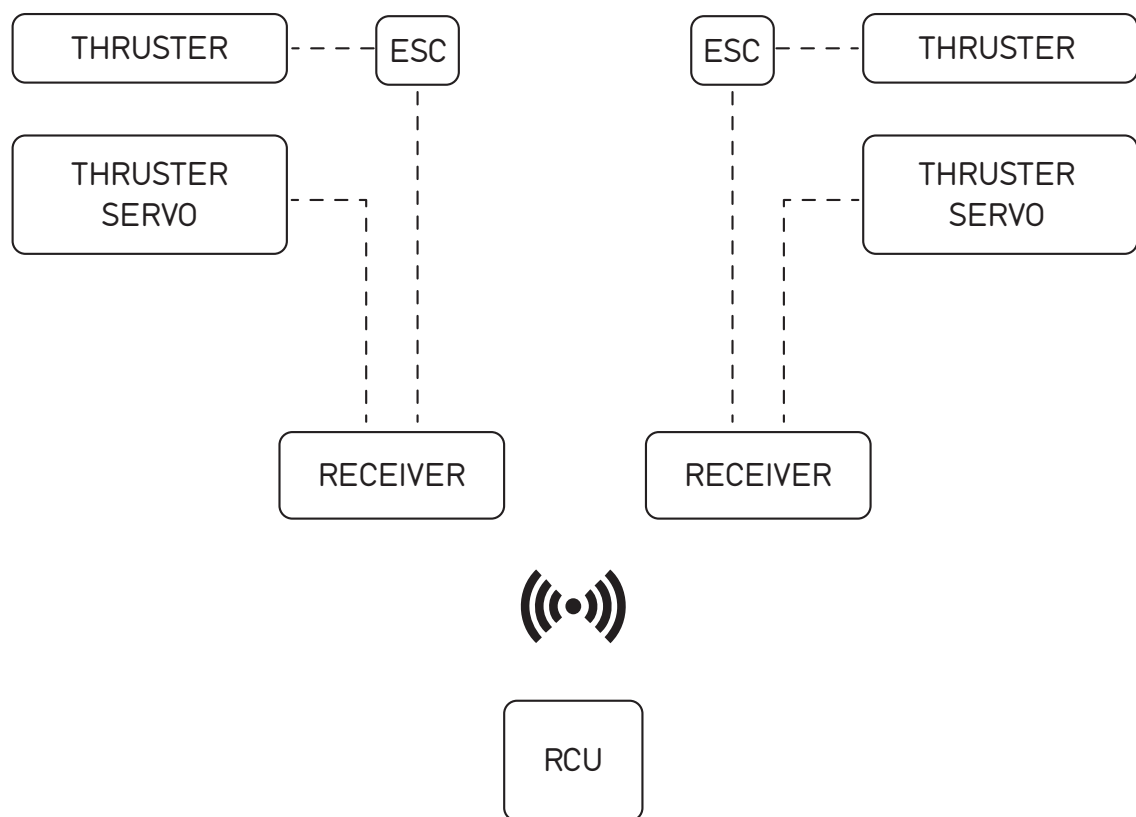 THRUSTER
ESC
ESC
THRUSTER
THRUSTER
SERVO
THRUSTER
SERVO
RECEIVER
RECEIVER
RCU